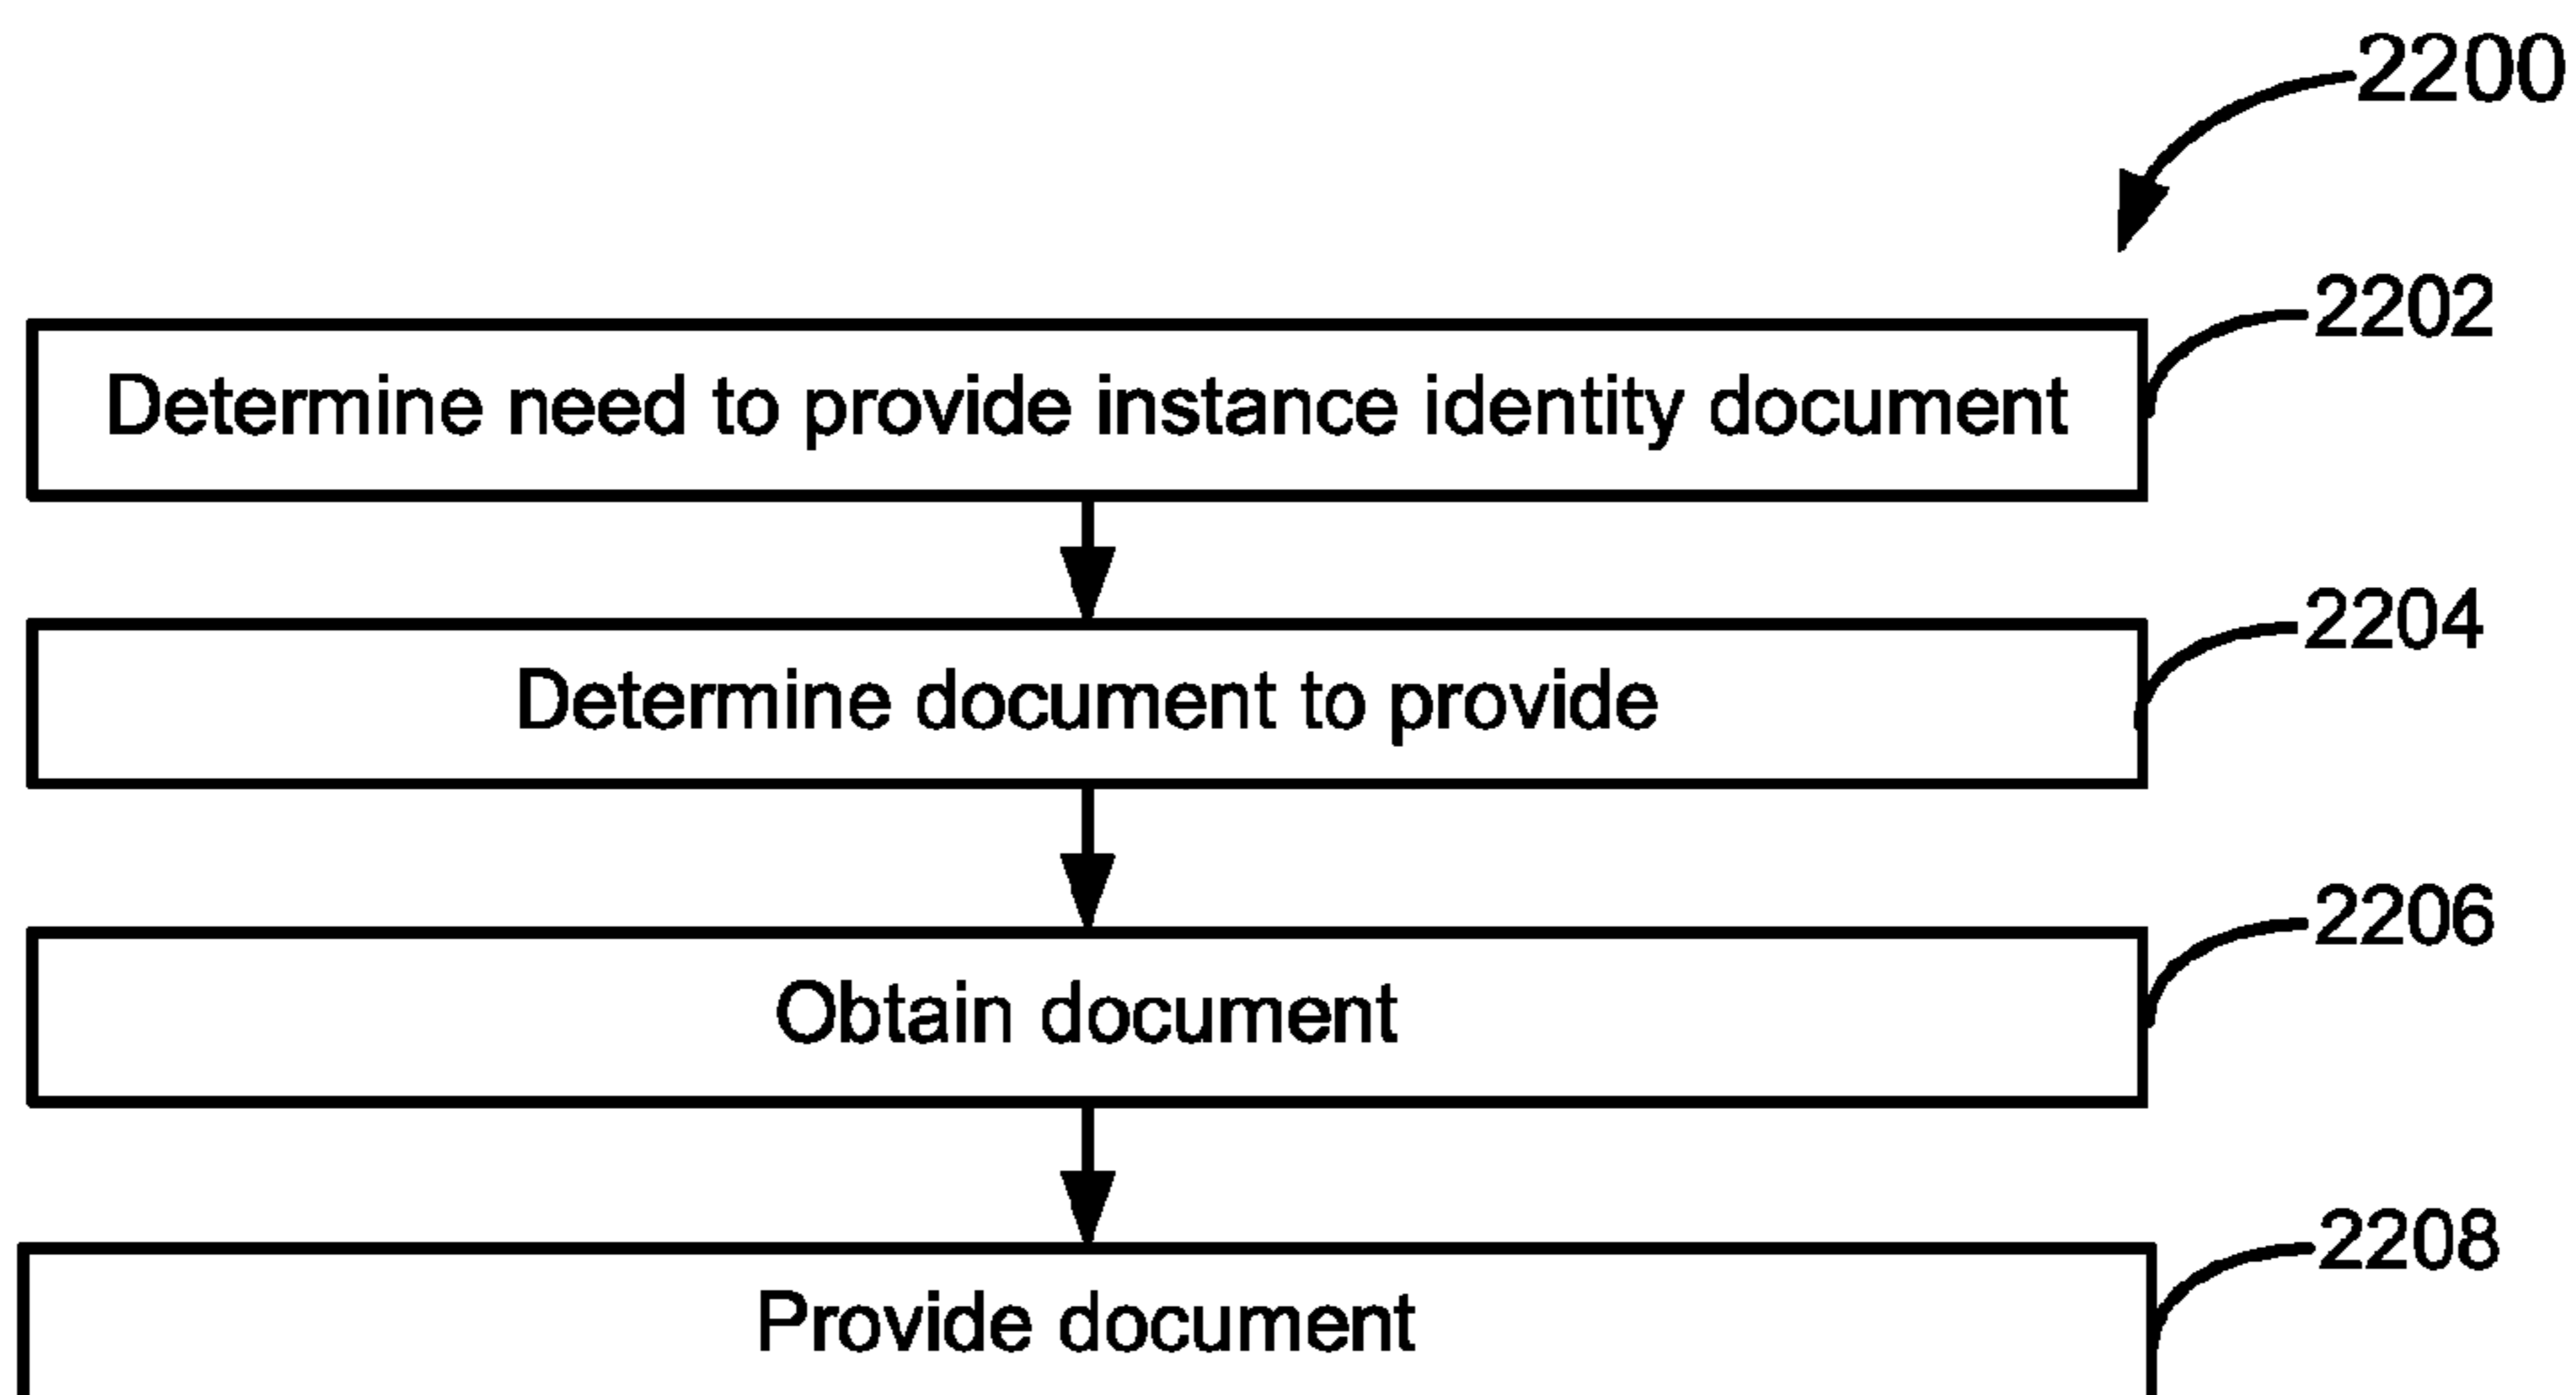 2200
2202
Determine need to provide instance identity document
2204
Determine document to provide
2206
Obtain document
2208
Provide document